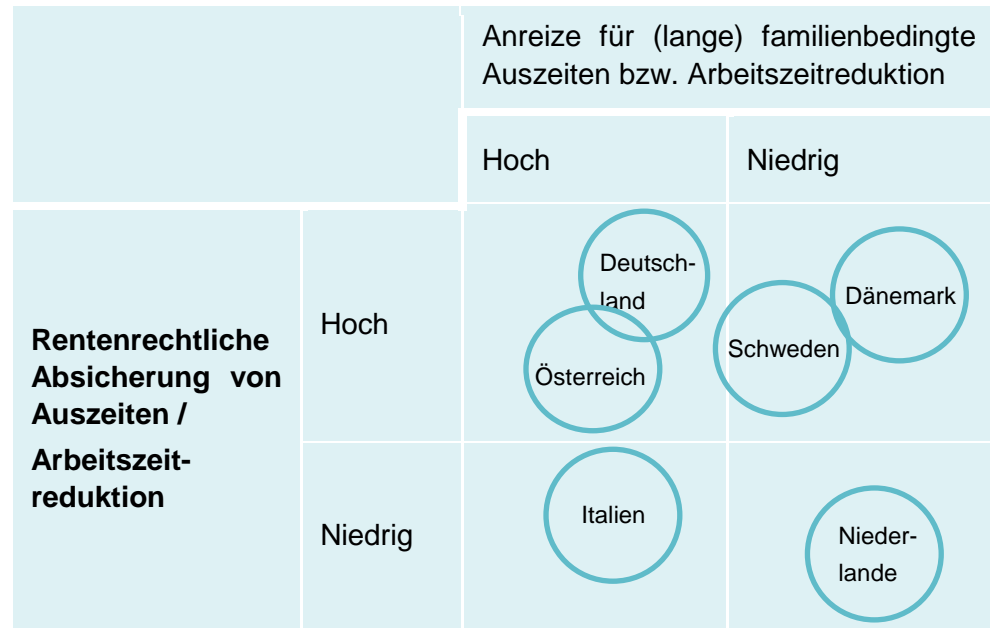 Anreize für (lange) familienbedingte
Auszeiten bzw. Arbeitszeitreduktion
Hoch
Niedrig
Rentenrechtliche
Absicherung von
Auszeiten /
Arbeitszeit-
reduktion
Hoch
Deutsch-
land
Österreich
Schweden
Dänemark
Niedrig
Italien
Nieder-
lande